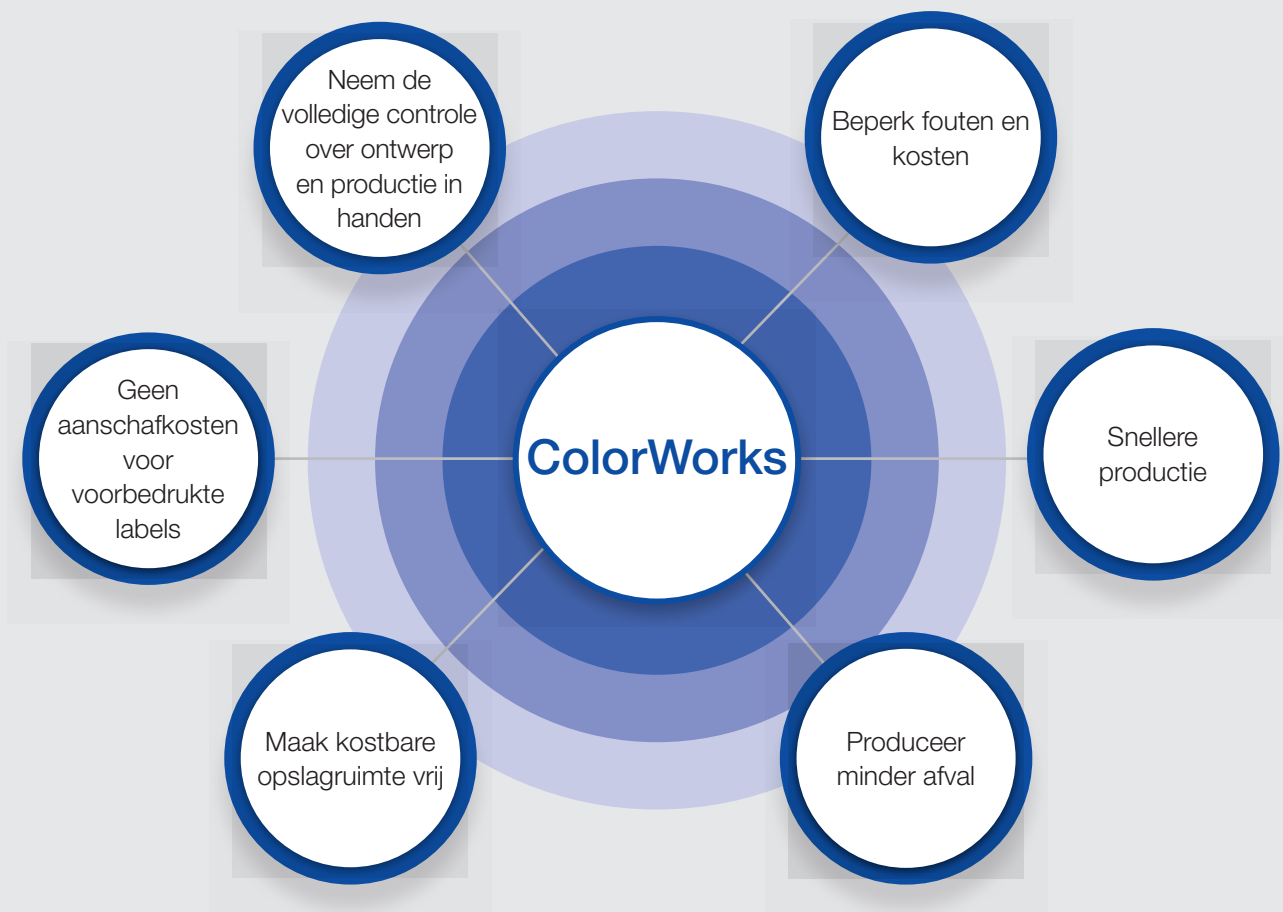 Neem de
volledige controle
over ontwerp
en productie in
handen
Beperk fouten en
kosten
Geen
aanschafkosten
voor
voorbedrukte
labels
ColorWorks
Snellere
productie
Maak kostbare
opslagruimte vrij
Produceer
minder afval